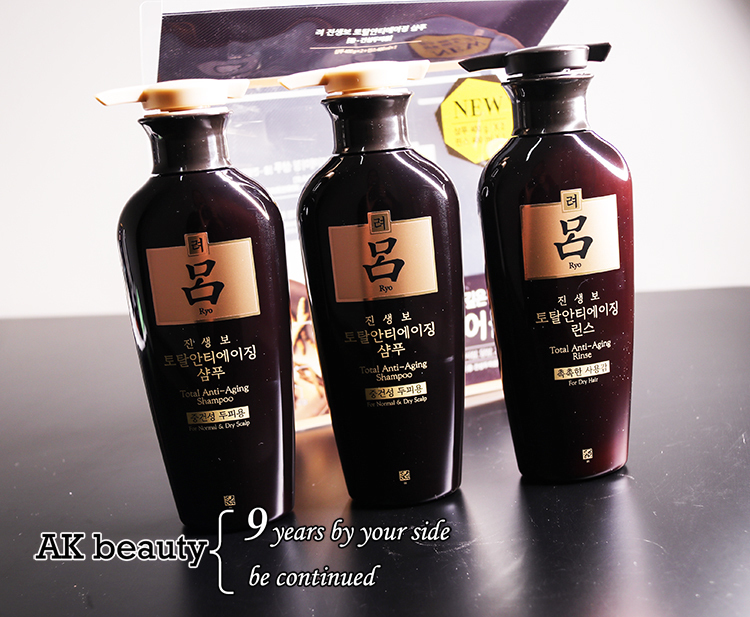 려 진생보 토탈안티에이징 샴푸
NEW
려
呂
Ryo
진생보
토탈안티에이징
샴푸
Total Anti-Aging
Shampoo
중건성 두피용
For Normal & Dry Scalp
려
呂
Ryo
진생보
토탈안티에이징
샴푸
Total Anti-Aging
Shampoo
중건성 두피용
For Normal & Dry Scalp
려
呂
Ryo
진생보
토탈안티에이징
린스
Total Anti-Aging
Rinse
촉촉한 사용감
For Dry Hair
AK beauty
9 years by your side
be continued